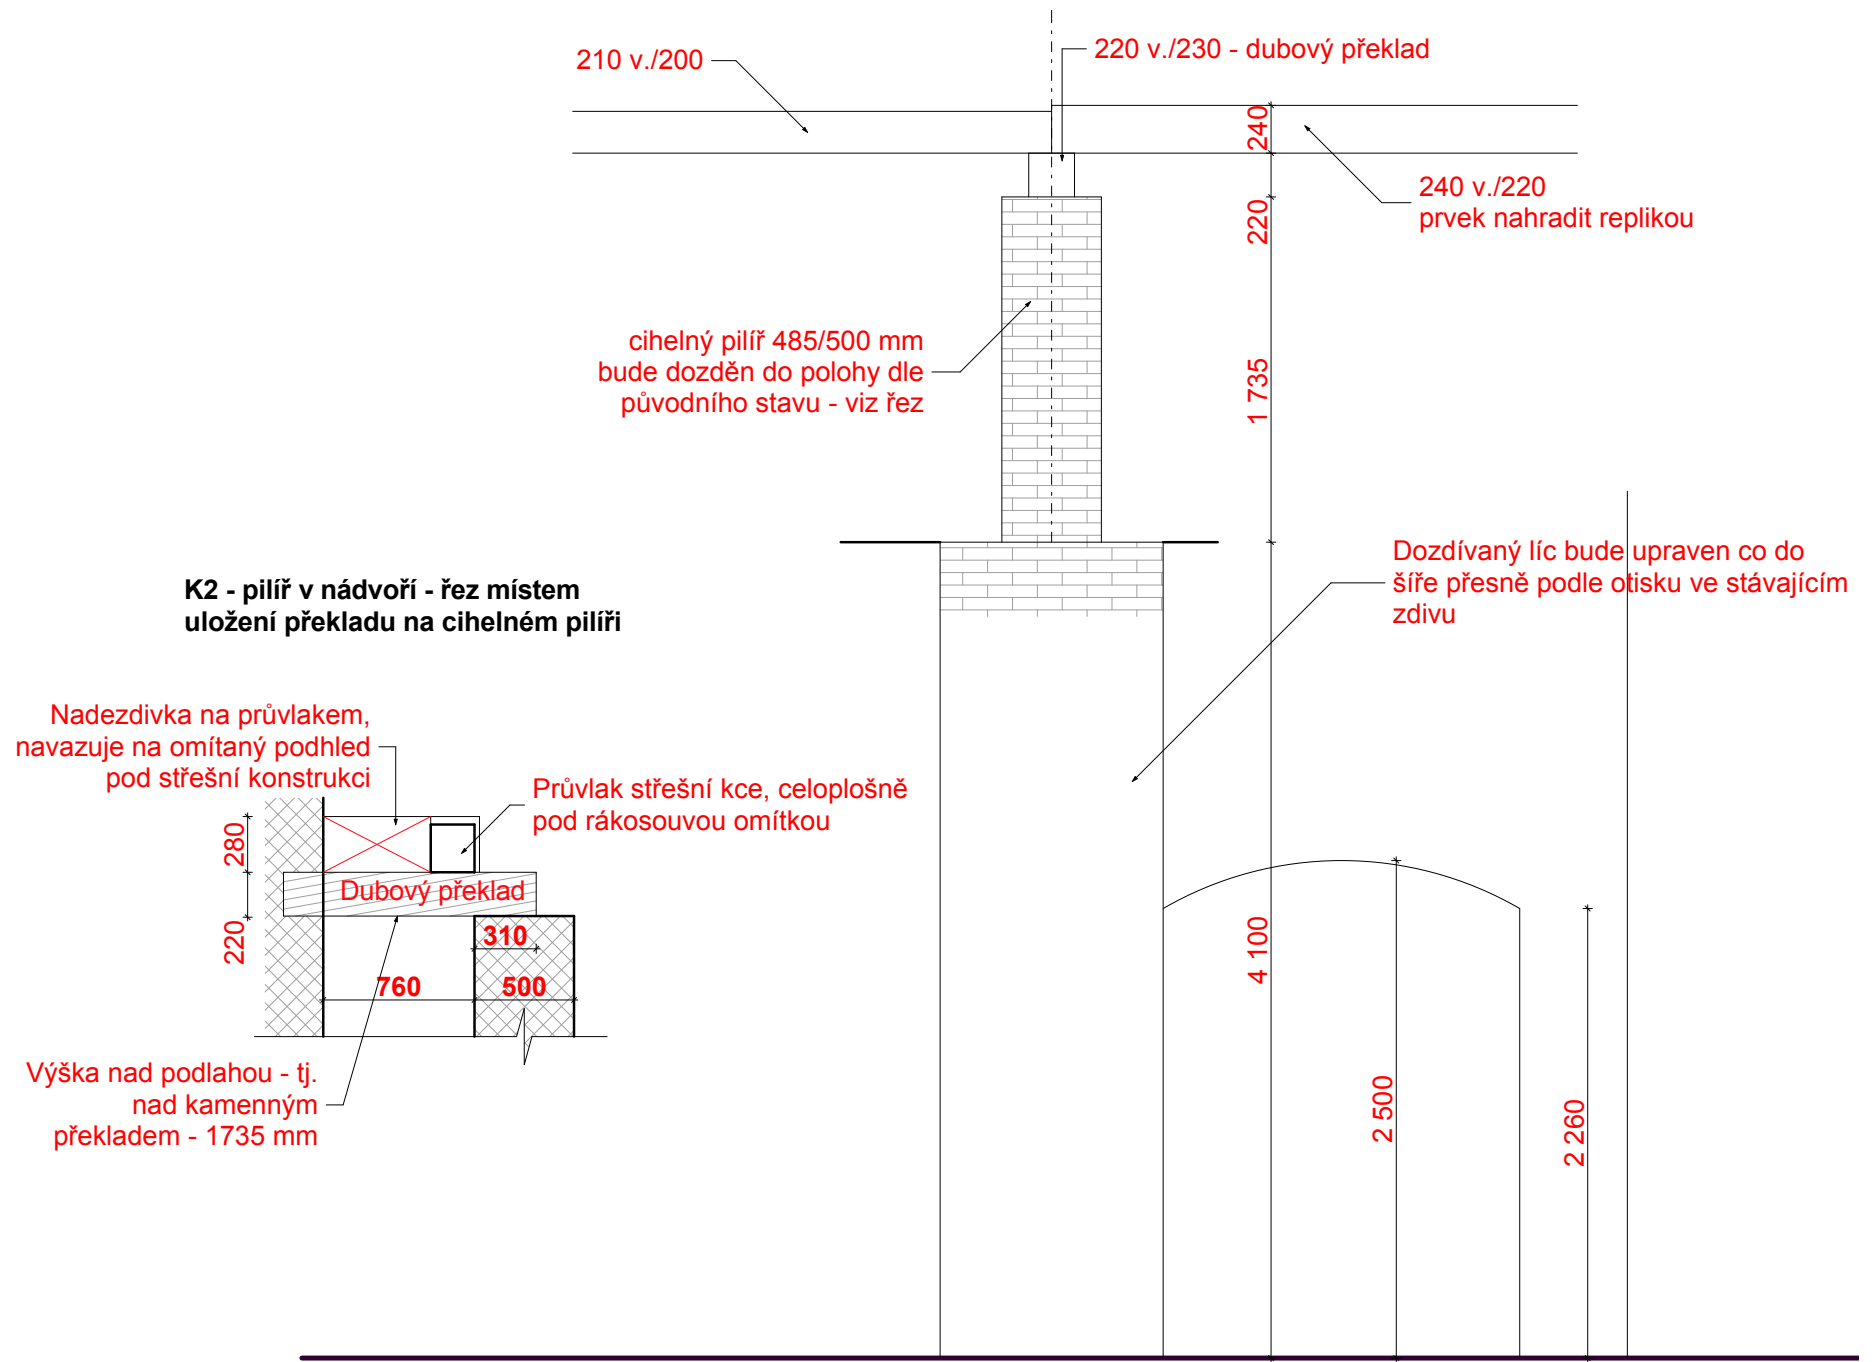 210 v./200
220 v./230 - dubový překlad
240
240 v./220
prvek nahradit replikou
220
cihelný pilíř 485/500 mm
bude dozděn do polohy dle
původního stavu - viz řez
1 735
Dozdívaný líc bude upraven co do
šíře přesně podle otisku ve stávajícím
zdivu
K2 - pilíř v nádvoří - řez místem
uložení překladu na cihelném pilíři
Nadezdivka na průvlakem,
navazuje na omítaný podhled
pod střešní konstrukci
Průvlak střešní kce, celoplošně
pod rákosouvou omítkou
280
Dubový překlad
220
310
760
500
4 100
Výška nad podlahou - tj.
nad kamenným
překladem - 1735 mm
2 500
2 260